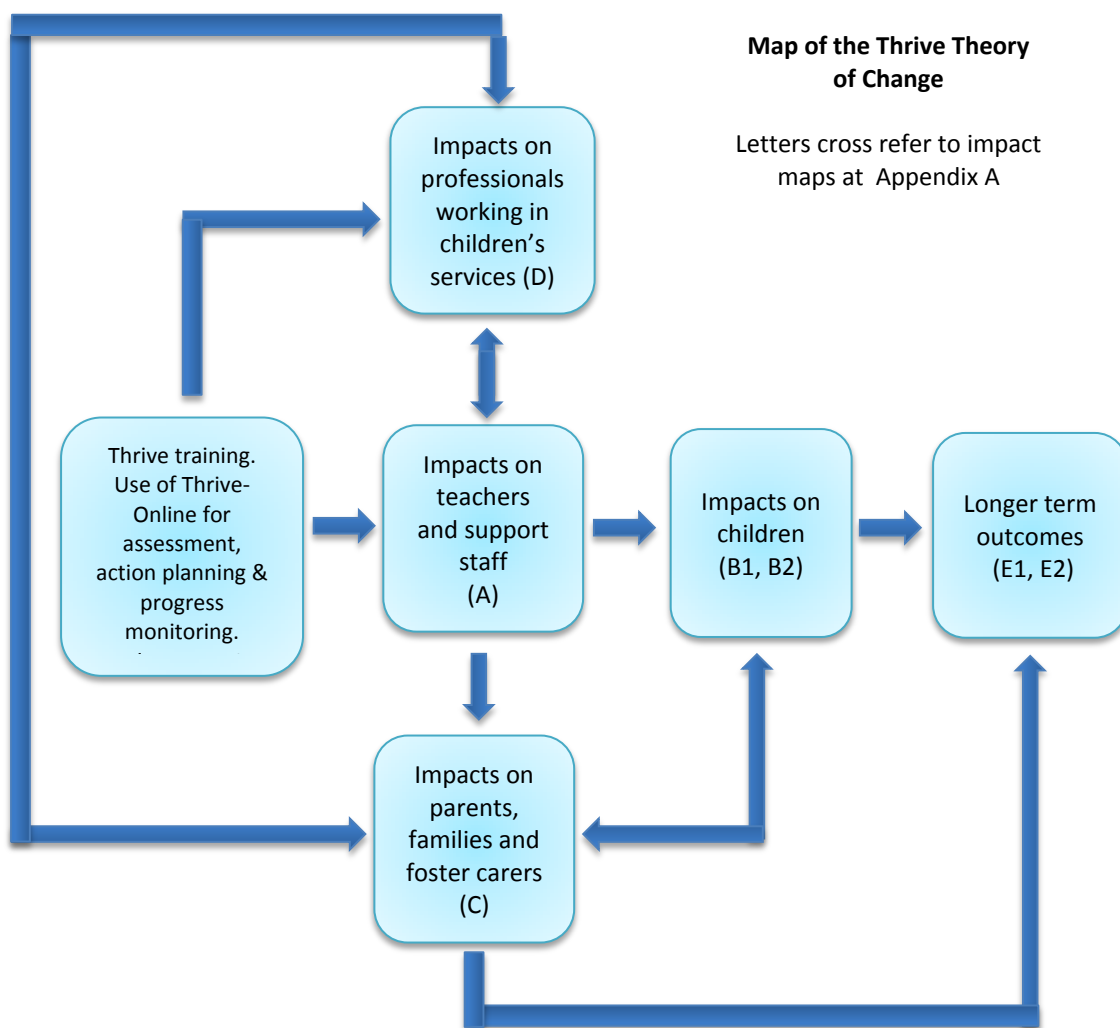 Map of the Thrive Theory
of Change
Letters cross refer to impact
maps at Appendix A
Impacts on
professionals
working in
children’s
services (D)
Thrive training.
Use of Thrive-
Online for
assessment,
action planning &
progress
monitoring.
Impacts on
teachers
and support
staff
(A)
Impacts on
children
(B1, B2)
Longer term
outcomes
(E1, E2)
Impacts on
parents,
families and
foster carers
(C)